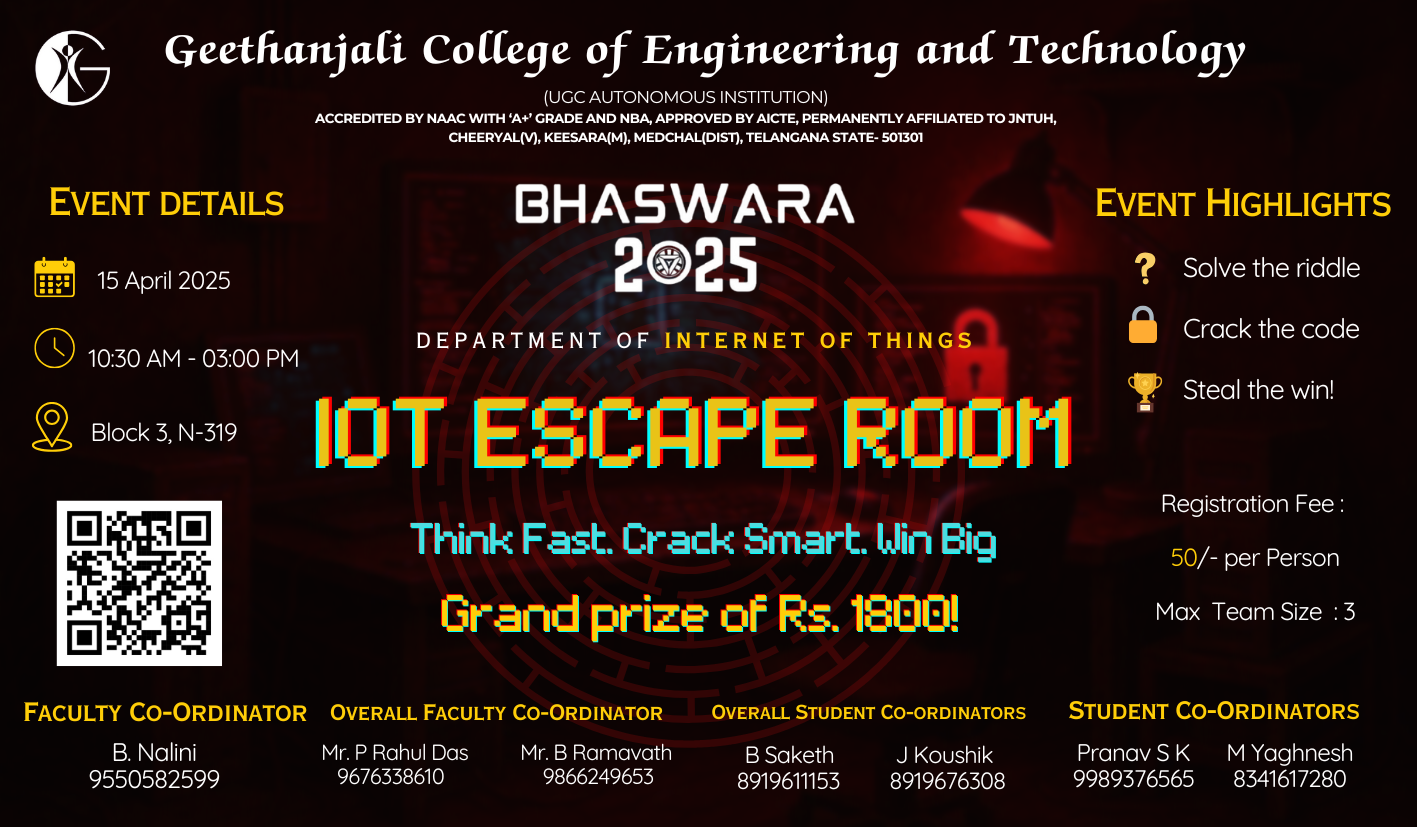 Geethanjali College of Engineering and Technology
(UGC AUTONOMOUS INSTITUTION)
ACCREDITED BY NAAC WITH ‘A+’ GRADE AND NBA, APPROVED BY AICTE, PERMANENTLY AFFILIATED TO JNTUH,
CHEERYAL(V), KEESARA(M), MEDCHAL(DIST), TELANGANA STATE- 501301
BHASWARA
2025
DEPARTMENT OF INTERNET OF THINGS
IOT ESCAPE ROOM
Think Fast. Crack Smart. Win Big
Grand prize of Rs. 1800!
EVENT DETAILS
15 April 2025
10:30 AM - 03:00 PM
Block 3, N-319
EVENT HIGHLIGHTS
Solve the riddle
Crack the code
Steal the win!
Registration Fee :
50/- per Person
Max Team Size : 3
FACULTY CO-ORDINATOR
B. Nalini
9550582599
OVERALL FACULTY CO-ORDINATOR
Mr. P Rahul Das
9676338610
Mr. B Ramavath
9866249653
OVERALL STUDENT CO-ORDINATORS
B Saketh
8919611153
J Koushik
8919676308
STUDENT CO-ORDINATORS
Pranav S K
9989376565
M Yaghnesh
8341617280